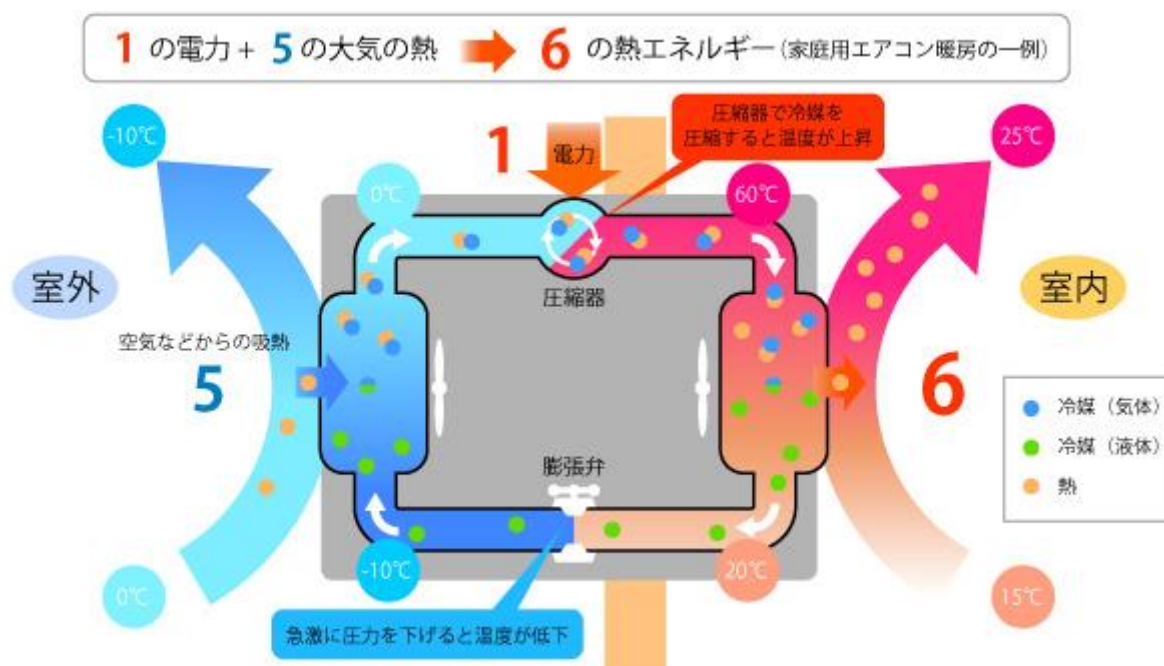 1 の電力 + 5 の大気の熱 6 の熱エネルギー(家庭用エアコン暖房の一例)
-10℃
1
電力
圧縮器で冷媒を
圧縮すると温度が上昇
25℃
0℃
60℃
室外
圧縮器
室内
空気などからの吸熱
5
6
冷媒（気体）
冷媒（液体）
熱
膨張弁
0℃
-10℃
20℃
15℃
急激に圧力を下げると温度が低下